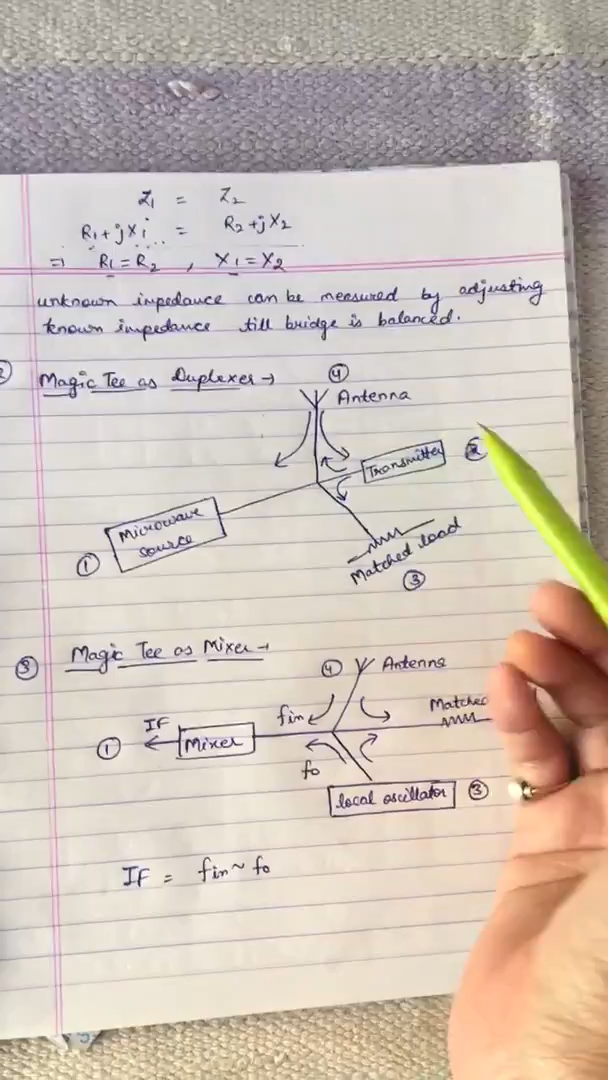 Z1 = Z2
R1+jXi = R2+jX2
=) R1=R2 , X1=X2
unknown impedance can be measured by adjusting
known impedance till bridge is balanced.
Magic Tee as Duplexer→
④
Antenna
Transmitter
Microwave
source
①
Matched load
③
③ Magic Tee as Mixer→
④ Antenna
Matched
IF
fin
① Mixer
fo
local oscillator ③
IF = fin ~ fo